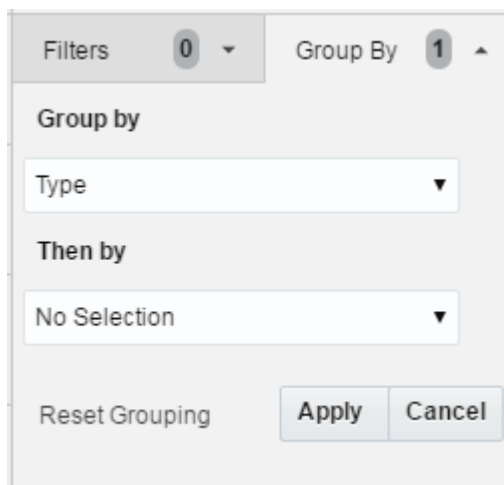 Filters 0 Group By 1
Group by
Type
Then by
No Selection
Reset Grouping Apply Cancel